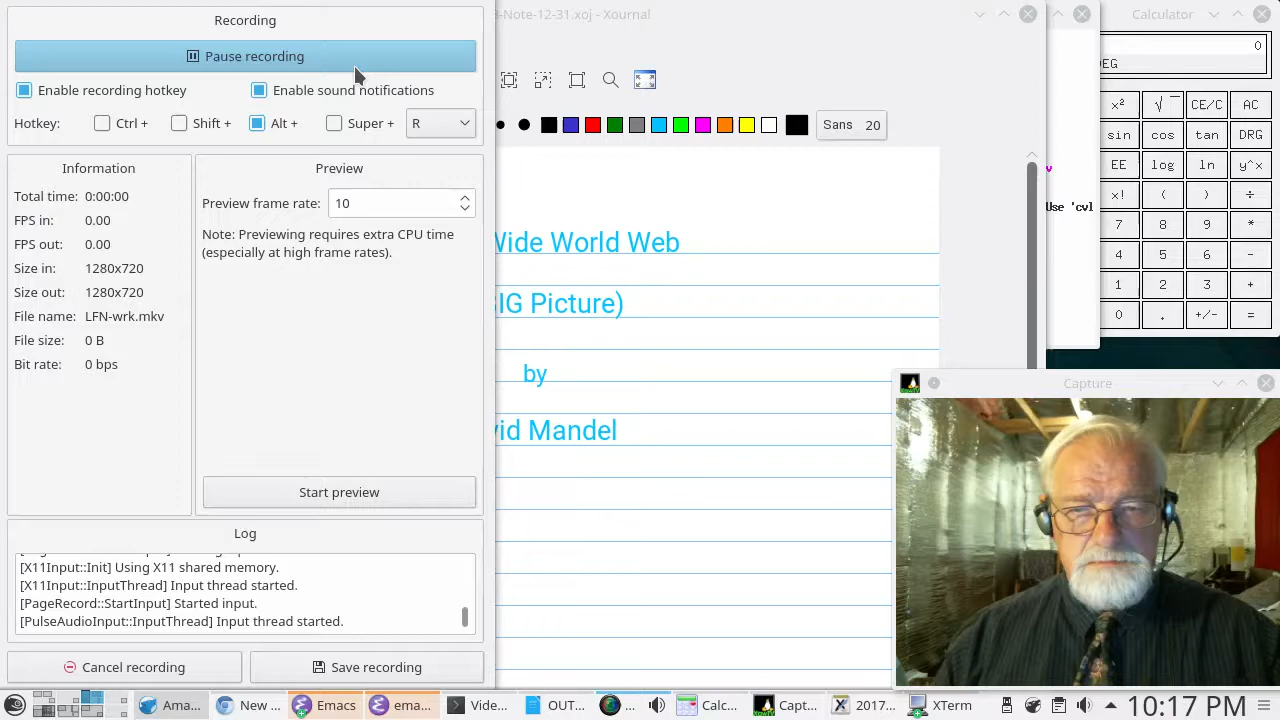 Recording
Pause recording
Enable recording hotkey
Enable sound notifications
Hotkey:
Ctrl +
Shift +
Alt +
Super +
R
Information
Total time: 0:00:00
FPS in: 0.00
FPS out: 0.00
Size in: 1280x720
Size out: 1280x720
File name: LFN-wrk.mkv
File size: 0 B
Bit rate: 0 bps
Preview
Preview frame rate: 10
Note: Previewing requires extra CPU time
(especially at high frame rates).
Start preview
Log
[X11Input::Init] Using X11 shared memory.
[X11Input::InputThread] Input thread started.
[PageRecord::StartInput] Started input.
[PulseAudioInput::InputThread] Input thread started.
Cancel recording
Save recording
-Note-12-31.xoj - Xournal
Sans 20
Wide World Web
IG Picture)
by
vid Mandel
v
Use 'cvl
Calculator
0
DEG
x² √ CE/C AC
sin cos tan DRG
EE log ln y^x
x! ( ) ÷
7 8 9 *
4 5 6 -
1 2 3 +
0 . +/- =
Capture
Ama...
New ...
Emacs
ema...
Vide...
OUT...
...
Calc...
Capt...
2017...
XTerm
10:17 PM